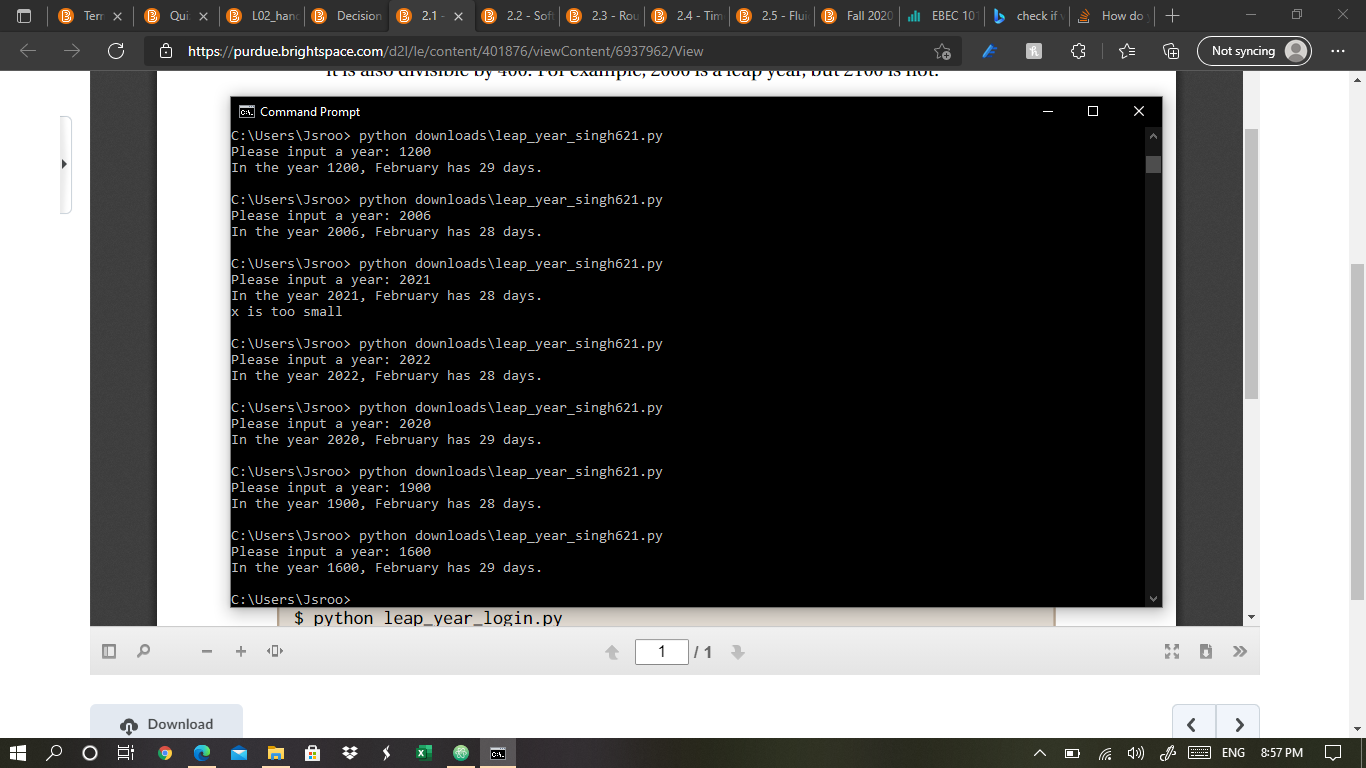 Terr
Qui
L02_hand
Decision
2.1 -
2.2 - Soft
2.3 - Rou
2.4 - Tim
2.5 - Flui
Fall 2020
EBEC 101
check if
How do
https://purdue.brightspace.com/d2l/le/content/401876/viewContent/6937962/View
Not syncing
it is also divisible by 400. For example, 2000 is a leap year, but 2100 is not.
Command Prompt
C:\Users\Jsroo> python downloads\leap_year_singh621.py
Please input a year: 1200
In the year 1200, February has 29 days.
C:\Users\Jsroo> python downloads\leap_year_singh621.py
Please input a year: 2006
In the year 2006, February has 28 days.
C:\Users\Jsroo> python downloads\leap_year_singh621.py
Please input a year: 2021
In the year 2021, February has 28 days.
x is too small
C:\Users\Jsroo> python downloads\leap_year_singh621.py
Please input a year: 2022
In the year 2022, February has 28 days.
C:\Users\Jsroo> python downloads\leap_year_singh621.py
Please input a year: 2020
In the year 2020, February has 29 days.
C:\Users\Jsroo> python downloads\leap_year_singh621.py
Please input a year: 1900
In the year 1900, February has 28 days.
C:\Users\Jsroo> python downloads\leap_year_singh621.py
Please input a year: 1600
In the year 1600, February has 29 days.
C:\Users\Jsroo>
$ python leap_year_login.py
1 / 1
Download
ENG 8:57 PM